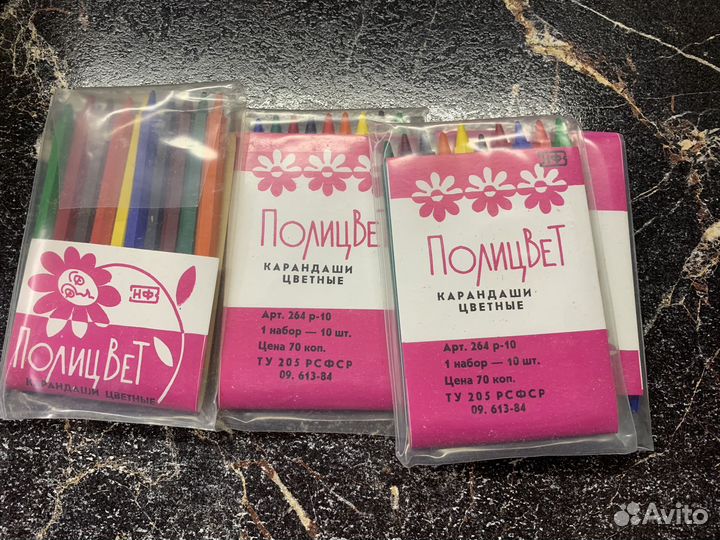 НФ
ПОЛИЦВЕТ
КАРАНДАШИ ЦВЕТНЫЕ
ПОЛИЦВЕТ
КАРАНДАШИ
ЦВЕТНЫЕ
Арт. 264 р-10
1 набор — 10 шт.
Цена 70 коп.
ТУ 205 РСФСР
09. 613-84
НФ
ПОЛИЦВЕТ
КАРАНДАШИ
ЦВЕТНЫЕ
Арт. 264 р-10
1 набор — 10 шт.
Цена 70 коп.
ТУ 205 РСФСР
09. 613-84
Avito